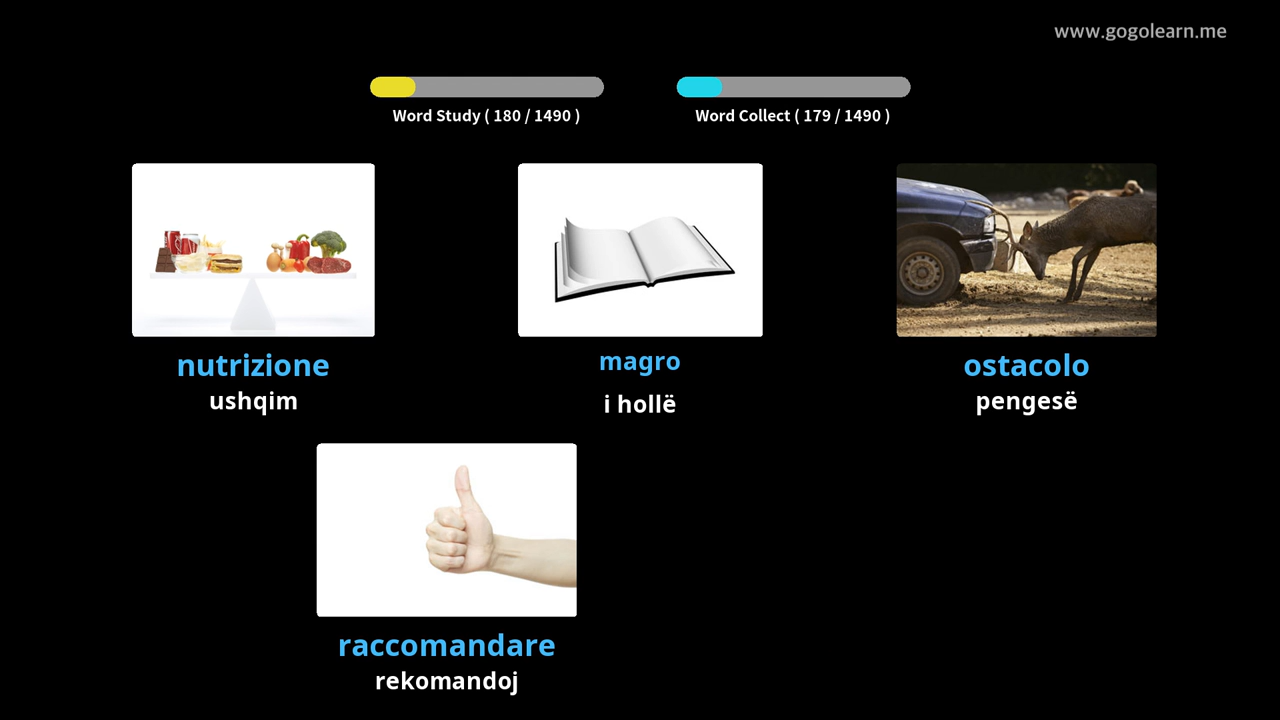 www.gogolearn.me
Word Study ( 180 / 1490 )
Word Collect ( 179 / 1490 )
nutrizione
ushqim
magro
i hollë
ostacolo
pengesë
raccomandare
rekomandoj